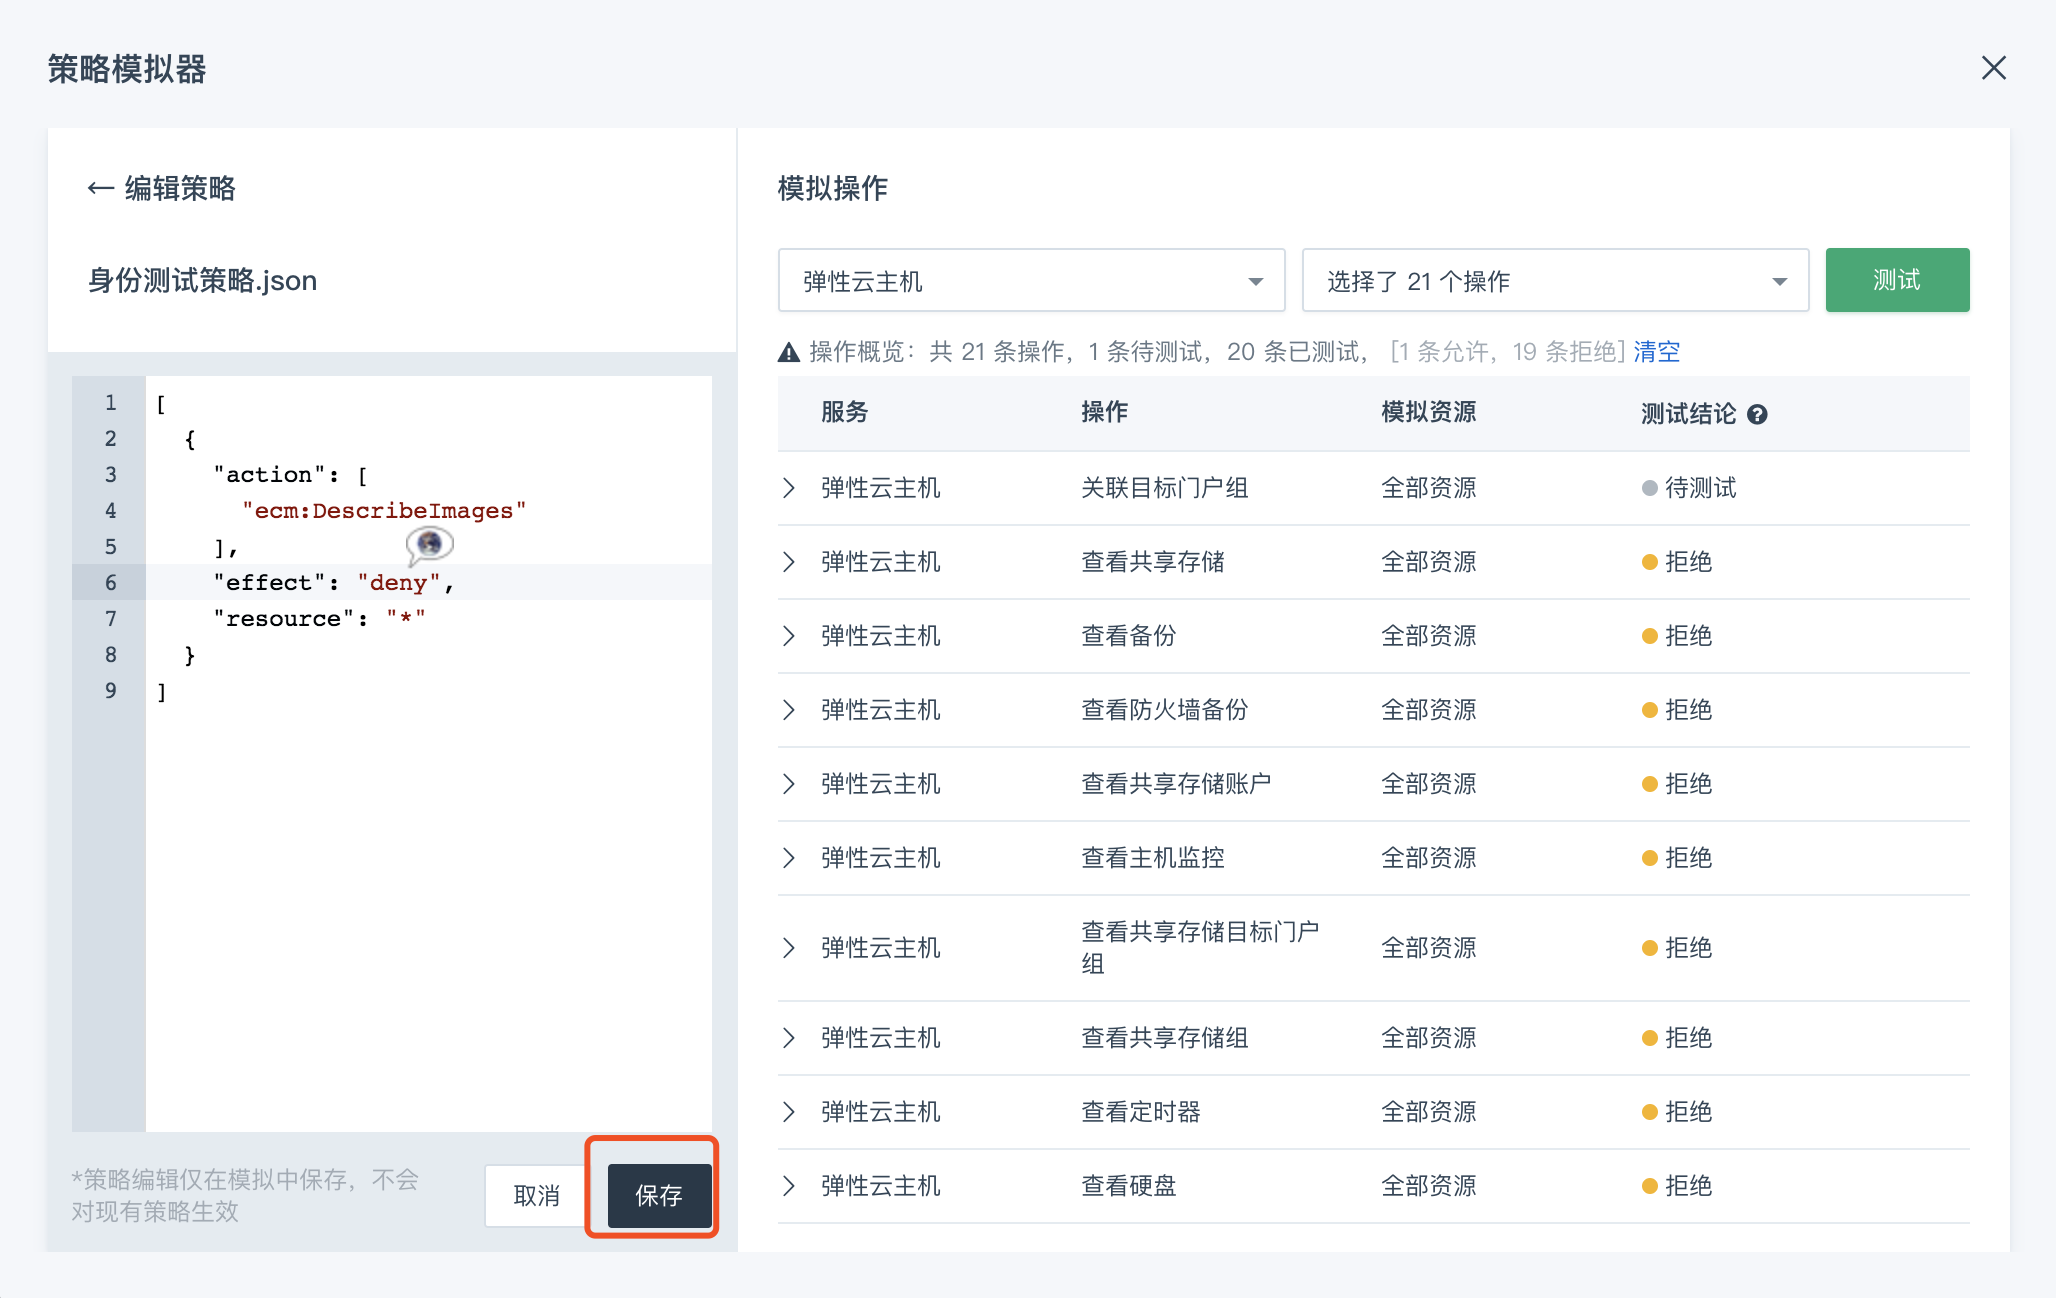 策略模拟器
← 编辑策略
身份测试策略.json
1 [
2 {
3 "action": [
4 "ecm:DescribeImages"
5 ],
6 "effect": "deny",
7 "resource": "*"
8 }
9 ]
*策略编辑仅在模拟中保存，不会
对现有策略生效
取消 保存
模拟操作
弹性云主机 选择了 21 个操作 测试
操作概览：共 21 条操作，1 条待测试，20 条已测试， [1 条允许，19 条拒绝] 清空
服务 操作 模拟资源 测试结论
弹性云主机 关联目标门户组 全部资源 待测试
弹性云主机 查看共享存储 全部资源 拒绝
弹性云主机 查看备份 全部资源 拒绝
弹性云主机 查看防火墙备份 全部资源 拒绝
弹性云主机 查看共享存储账户 全部资源 拒绝
弹性云主机 查看主机监控 全部资源 拒绝
弹性云主机 查看共享存储目标门户
组 全部资源 拒绝
弹性云主机 查看共享存储组 全部资源 拒绝
弹性云主机 查看定时器 全部资源 拒绝
弹性云主机 查看硬盘 全部资源 拒绝